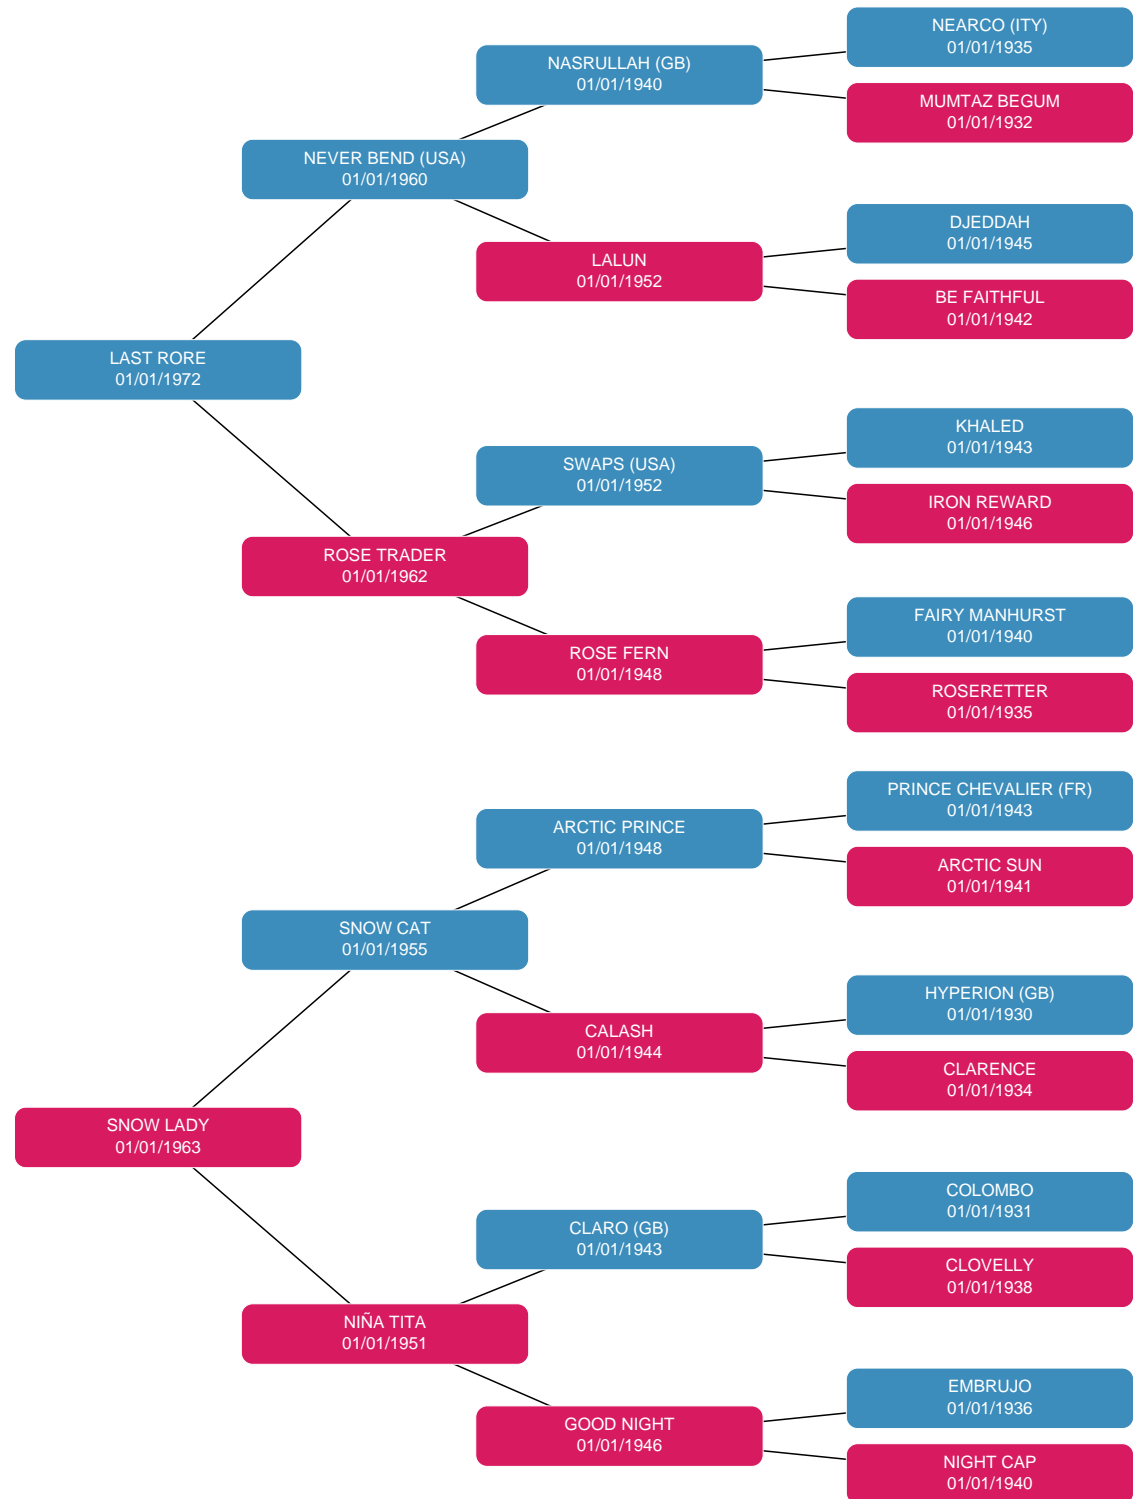 NEARCO (ITY)
01/01/1935
NASRULLAH (GB)
01/01/1940
MUMTAZ BEGUM
01/01/1932
NEVER BEND (USA)
01/01/1960
DJEDDAH
01/01/1945
LALUN
01/01/1952
BE FAITHFUL
01/01/1942
LAST RORE
01/01/1972
KHALED
01/01/1943
SWAPS (USA)
01/01/1952
IRON REWARD
01/01/1946
ROSE TRADER
01/01/1962
FAIRY MANHURST
01/01/1940
ROSE FERN
01/01/1948
ROSERETTER
01/01/1935
PRINCE CHEVALIER (FR)
01/01/1943
ARCTIC PRINCE
01/01/1948
ARCTIC SUN
01/01/1941
SNOW CAT
01/01/1955
HYPERION (GB)
01/01/1930
CALASH
01/01/1944
CLARENCE
01/01/1934
SNOW LADY
01/01/1963
COLOMBO
01/01/1931
CLARO (GB)
01/01/1943
CLOVELLY
01/01/1938
NIÑA TITA
01/01/1951
EMBRUJO
01/01/1936
GOOD NIGHT
01/01/1946
NIGHT CAP
01/01/1940